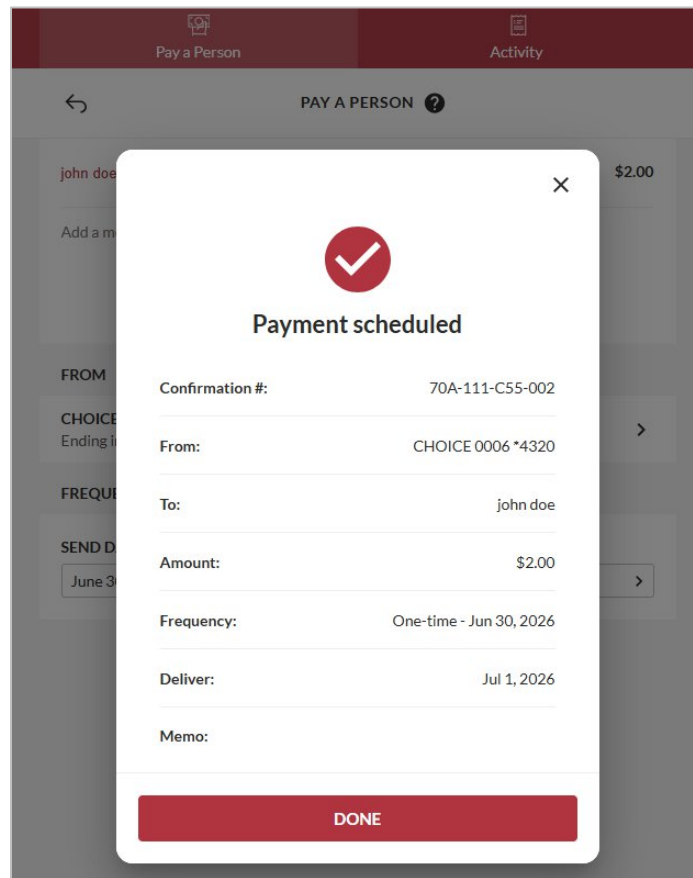 Pay a Person Activity
PAY A PERSON ?
john doe $2.00
Add a m
Payment scheduled
FROM
Confirmation #: 70A-111-C55-002
CHOICE
Ending i
From: CHOICE 0006 *4320
FREQUE
To: john doe
SEND D
Amount: $2.00
June 30
Frequency: One-time - Jun 30, 2026
Deliver: Jul 1, 2026
Memo:
DONE